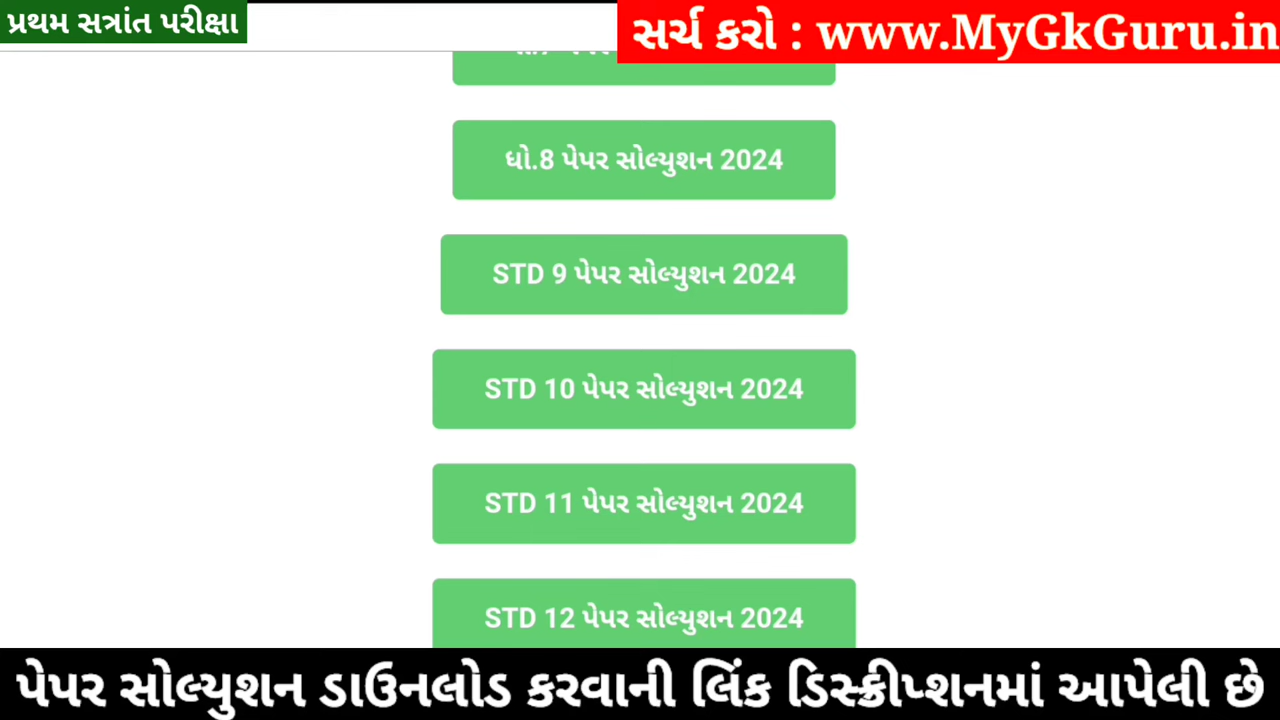 પ્રથમ સત્રાંત પરીક્ષા
સર્ચ કરો : www.MyGkGuru.in
ધો.8 પેપર સોલ્યુશન 2024
STD 9 પેપર સોલ્યુશન 2024
STD 10 પેપર સોલ્યુશન 2024
STD 11 પેપર સોલ્યુશન 2024
STD 12 પેપર સોલ્યુશન 2024
પેપર સોલ્યુશન ડાઉનલોડ કરવાની લિંક ડિસ્ક્રીપ્શનમાં આપેલી છે